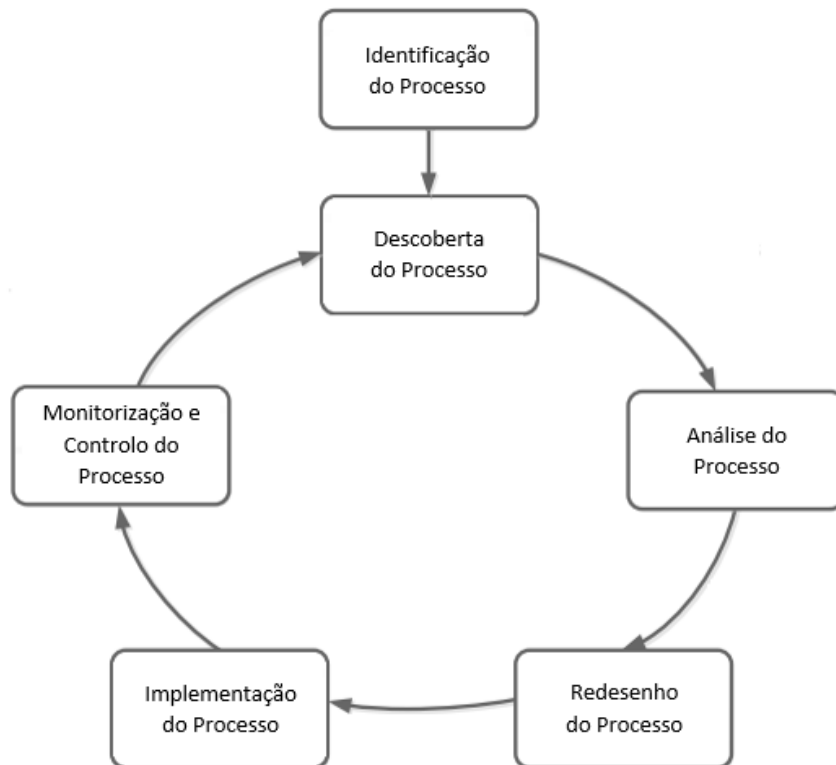 Identificação
do Processo
Descoberta
do Processo
Monitorização e
Controlo do
Processo
Análise do
Processo
Implementação
do Processo
Redesenho
do Processo